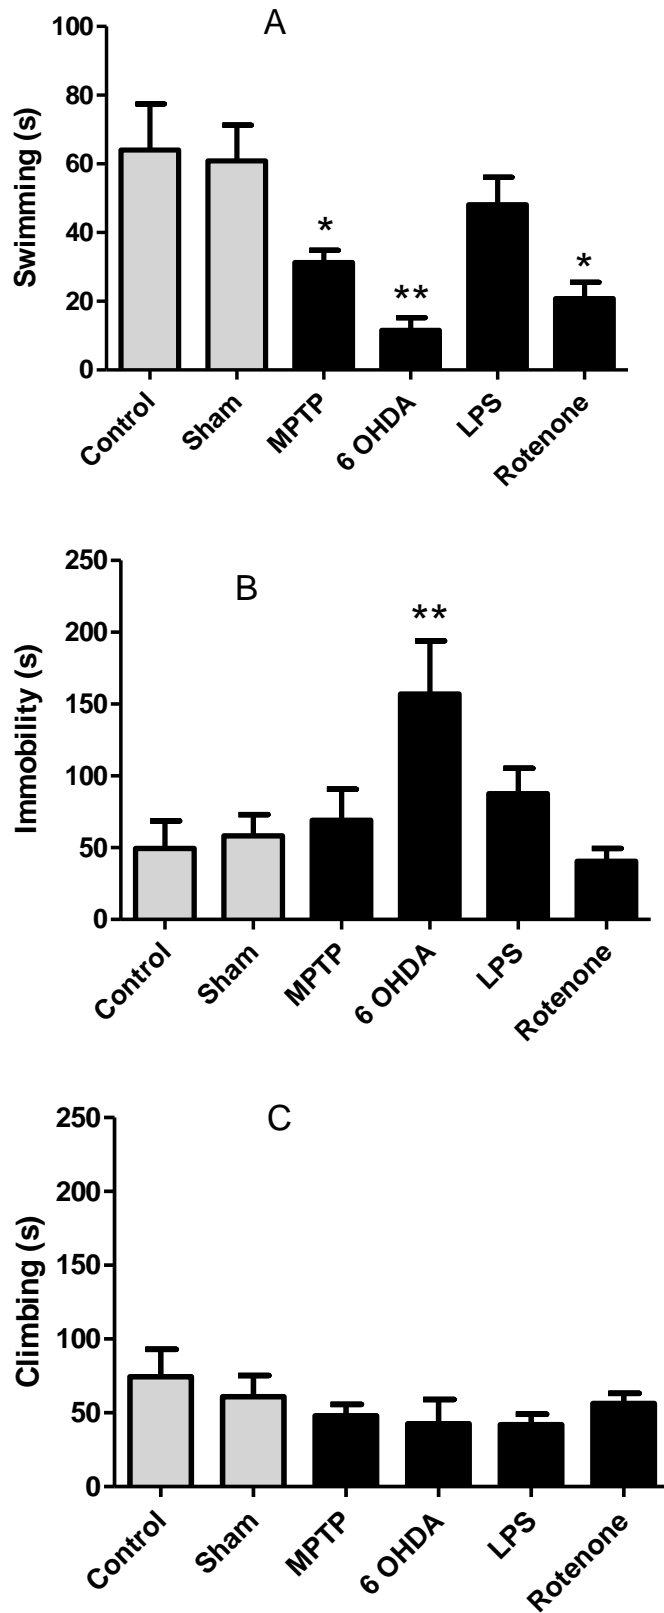 A
Swimming (s)
100
80
60
40
20
0
*
**
*
Control
Sham
MPTP
6 OHDA
LPS
Rotenone
B
Immobility (s)
250
200
150
100
50
0
**
Control
Sham
MPTP
6 OHDA
LPS
Rotenone
C
Climbing (s)
250
200
150
100
50
0
Control
Sham
MPTP
6 OHDA
LPS
Rotenone